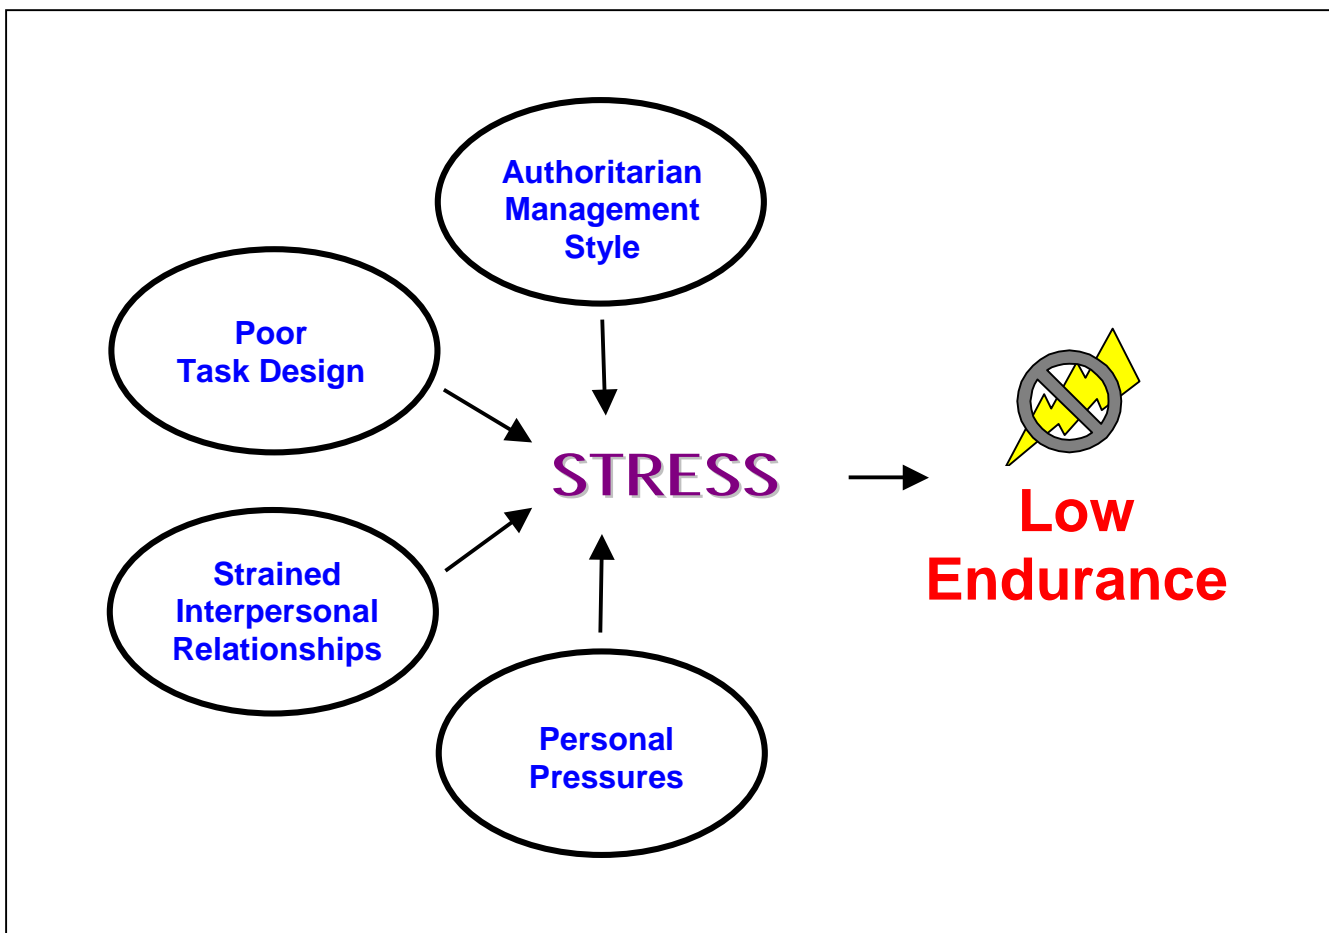 Authoritarian
Management
Style
Poor
Task Design
STRESS
Low
Endurance
Strained
Interpersonal
Relationships
Personal
Pressures